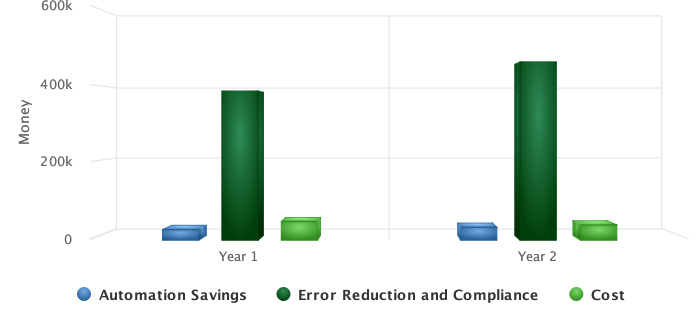 600k
400k
200k
0
Money
Year 1
Year 2
Automation Savings
Error Reduction and Compliance
Cost